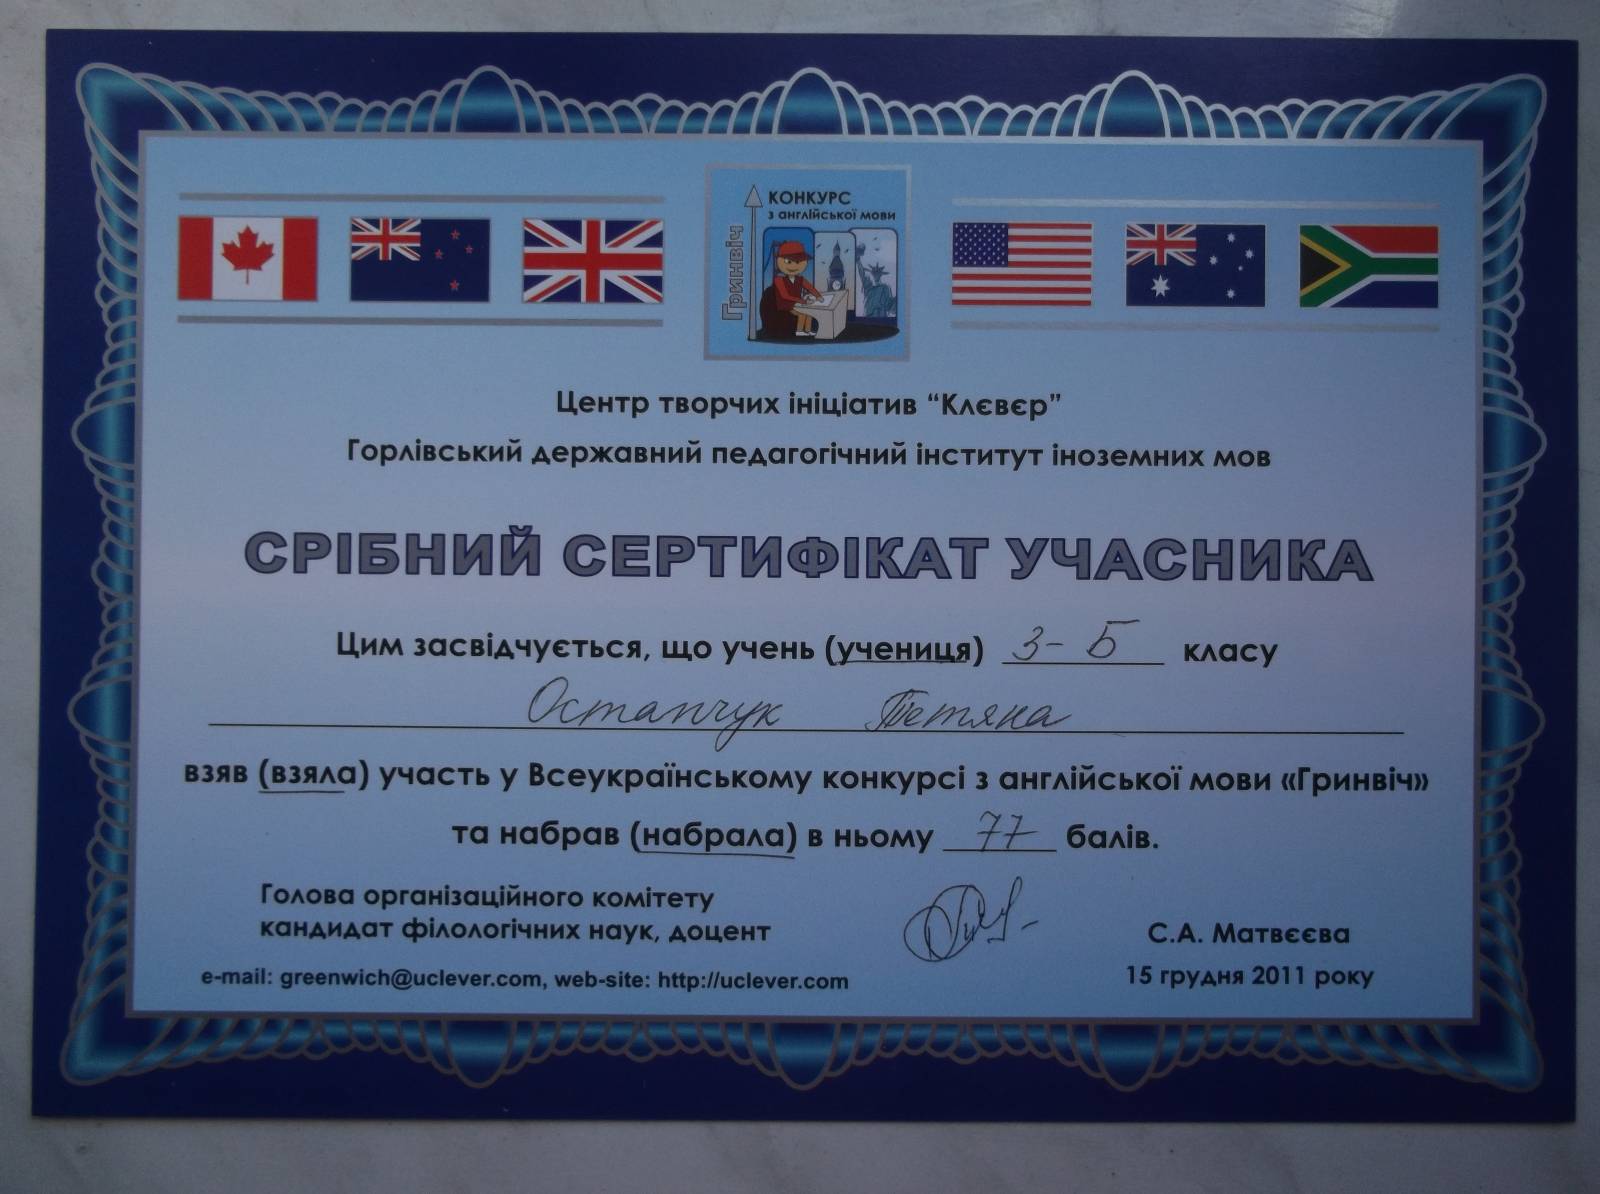 КОНКУРС
з англійської мови
Гринвіч
Центр творчих ініціатив “Клєвєр”
Горлівський державний педагогічний інститут іноземних мов
СРІБНИЙ СЕРТИФІКАТ УЧАСНИКА
Цим засвідчується, що учень (учениця) 3-Б класу
Остапчук Тетяна
взяв (взяла) участь у Всеукраїнському конкурсі з англійської мови «Гринвіч»
та набрав (набрала) в ньому 77 балів.
Голова організаційного комітету
кандидат філологічних наук, доцент
С.А. Матвєєва
e-mail: greenwich@uclever.com, web-site: http://uclever.com
15 грудня 2011 року